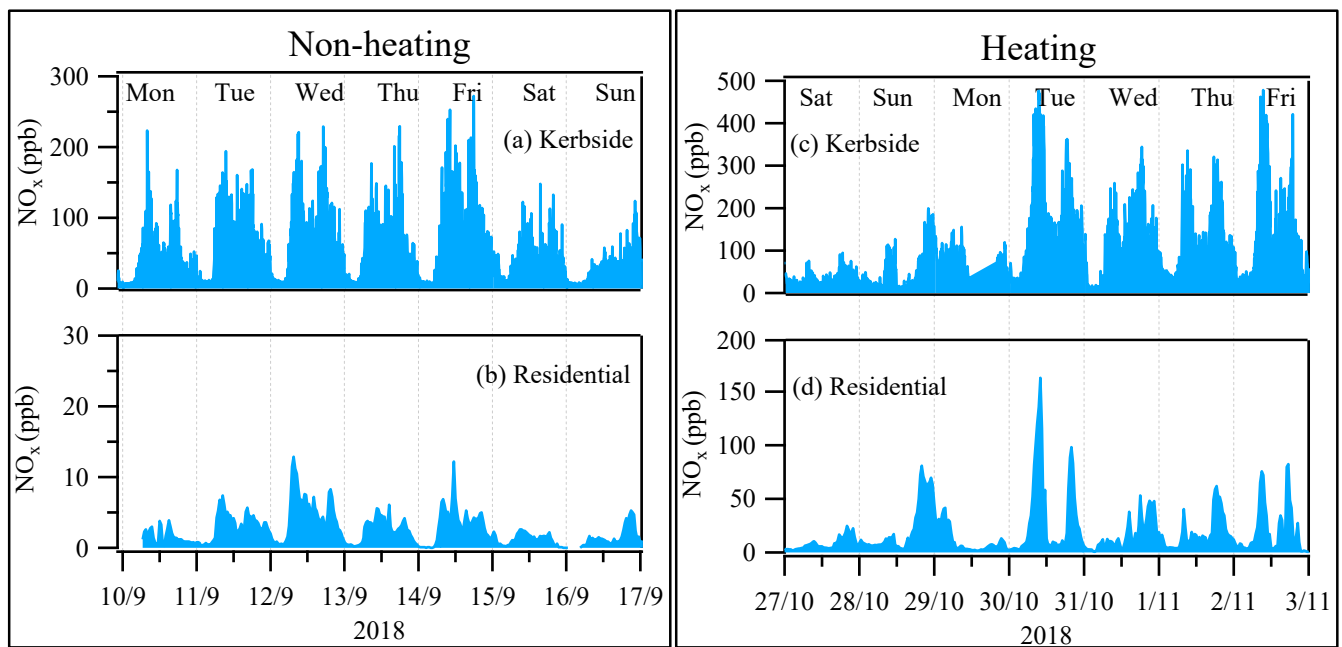 Non-heating
300
200
100
0
NOx (ppb)
Mon Tue Wed Thu Fri Sat Sun
(a) Kerbside
30
20
10
0
NOx (ppb)
(b) Residential
10/9 11/9 12/9 13/9 14/9 15/9 16/9 17/9
2018
Heating
500
400
300
200
100
0
NOx (ppb)
Sat Sun Mon Tue Wed Thu Fri
(c) Kerbside
200
150
100
50
0
NOx (ppb)
(d) Residential
27/10 28/10 29/10 30/10 31/10 1/11 2/11 3/11
2018